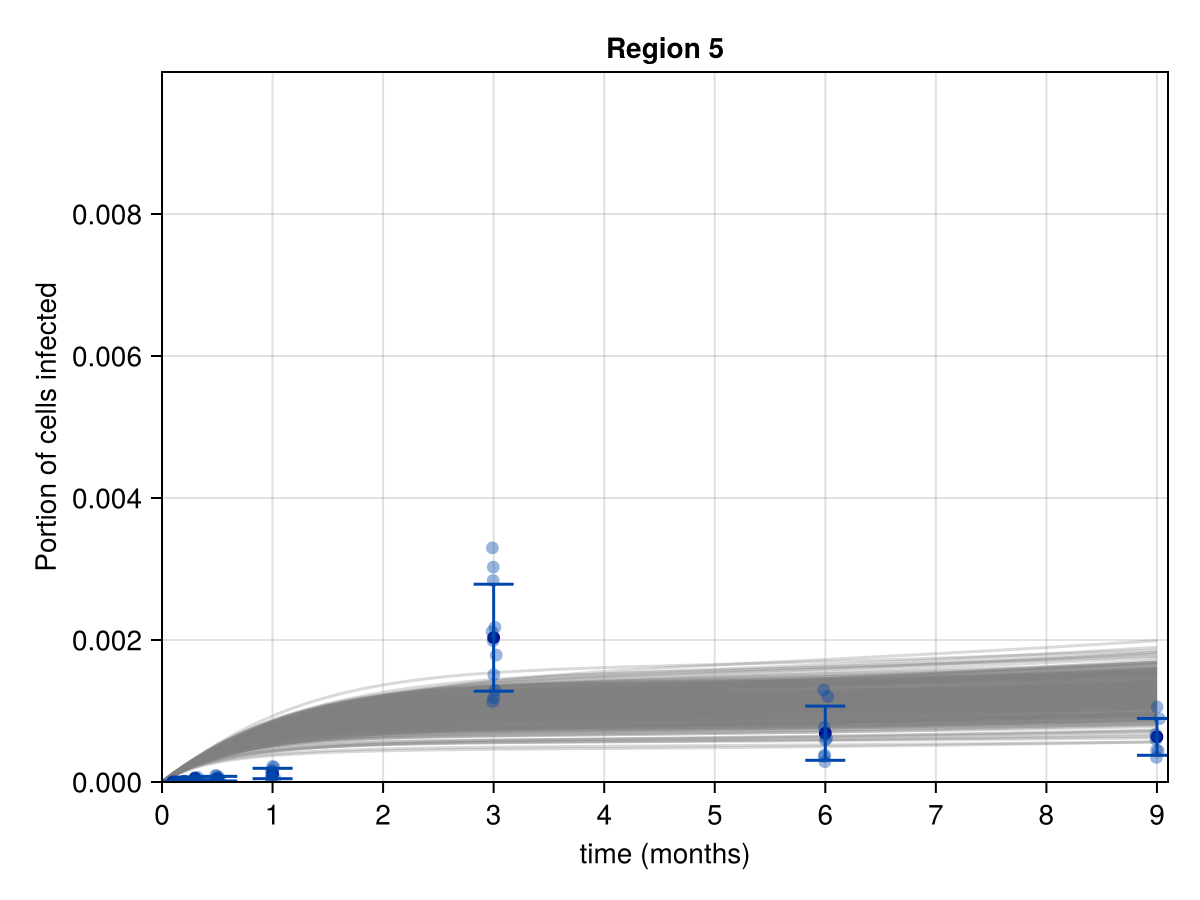 Region 5
Portion of cells infected
0.008
0.006
0.004
0.002
0.000
0 1 2 3 4 5 6 7 8 9
time (months)